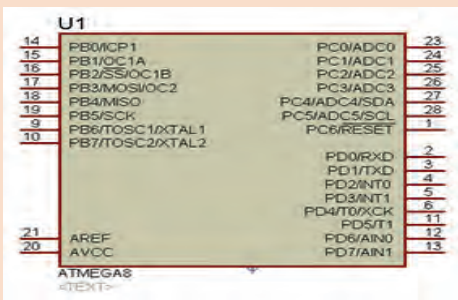 U1
14 PB0/ICP1 PC0/ADC0 23
15 PB1/OC1A PC1/ADC1 24
16 PB2/SS/OC1B PC2/ADC2 25
17 PB3/MOSI/OC2 PC3/ADC3 26
18 PB4/MISO PC4/ADC4/SDA 27
19 PB5/SCK PC5/ADC5/SCL 28
9 PB6/TOSC1/XTAL1 PC6/RESET 1
10 PB7/TOSC2/XTAL2
PD0/RXD 2
PD1/TXD 3
PD2/INT0 4
PD3/INT1 5
PD4/T0/XCK 6
PD5/T1 11
21 AREF PD6/AIN0 12
20 AVCC PD7/AIN1 13
ATMEGA8
<TEXT>